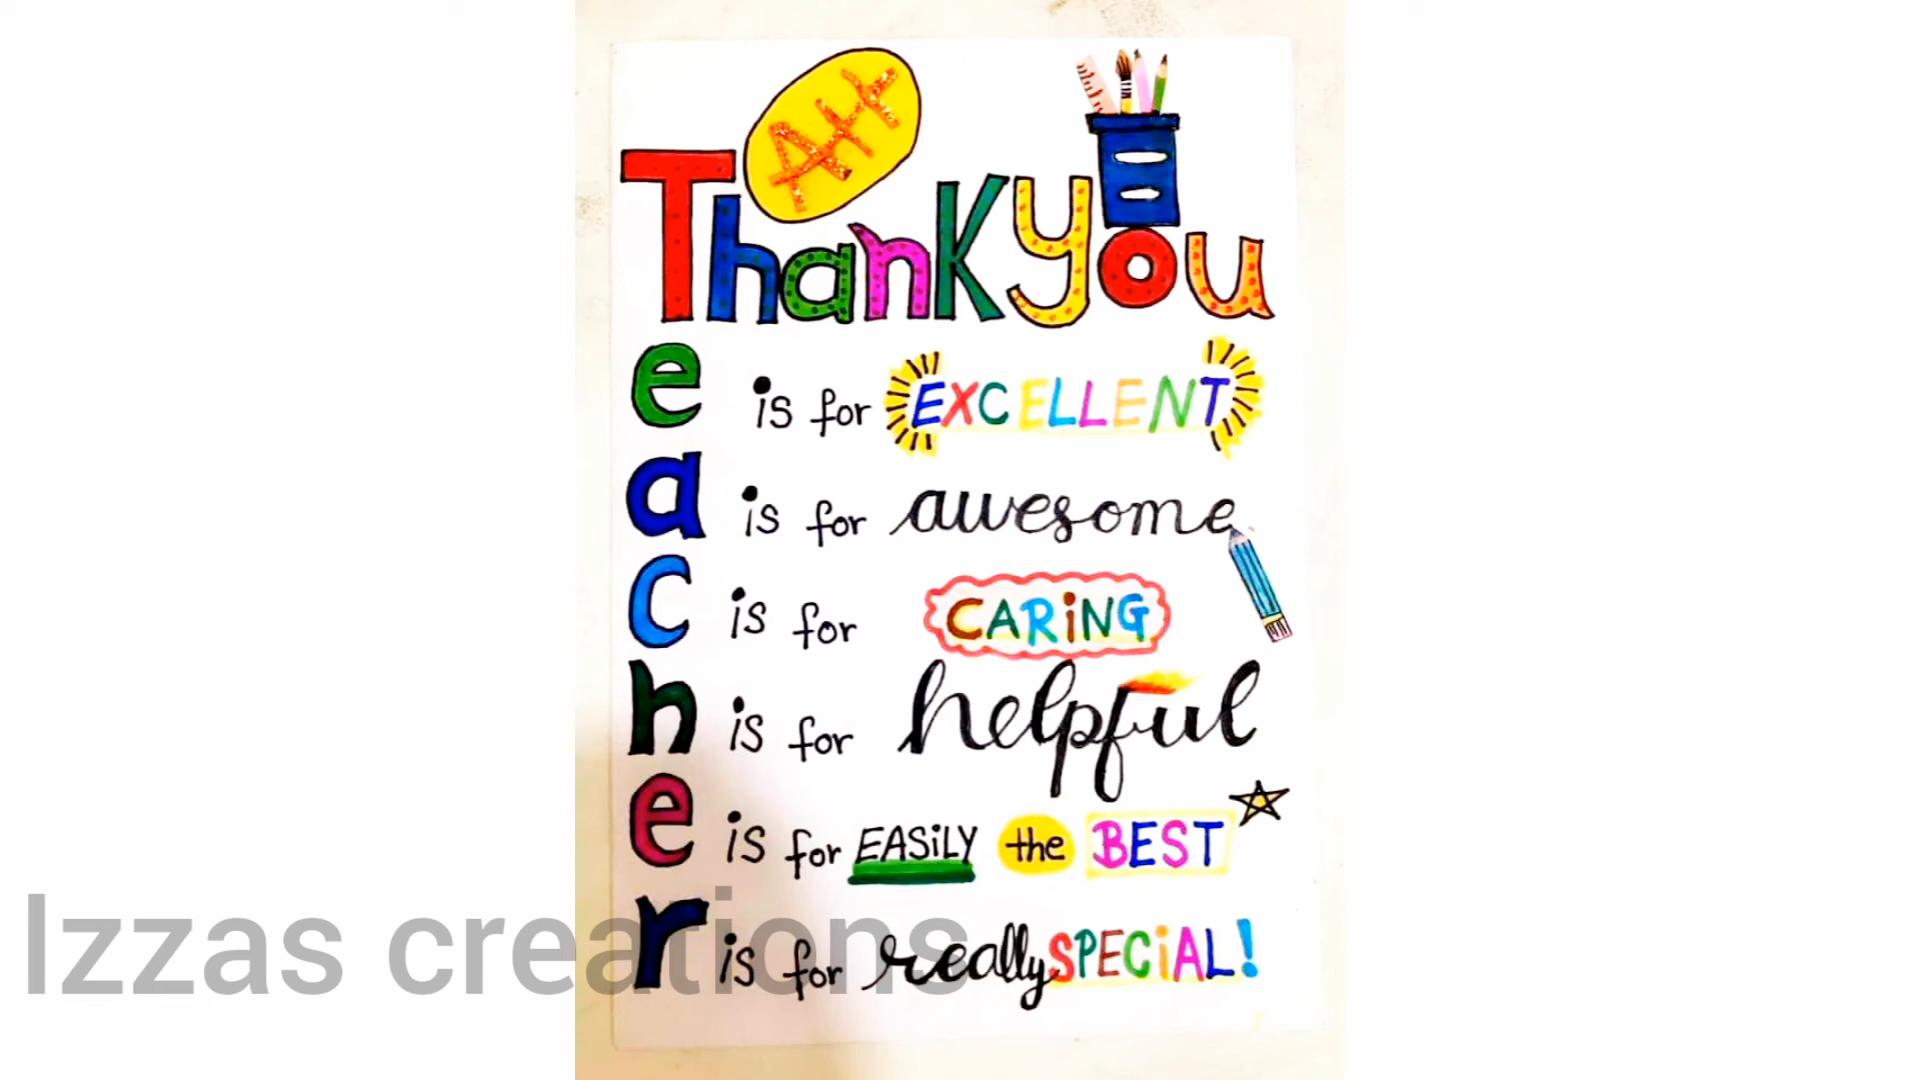 A++
Thank you
e is for EXCELLENT
a is for awesome
c is for CARiNG
h is for helpful
e is for EASiLY the BEST
r is for really SPECiAL!
Izzas creations